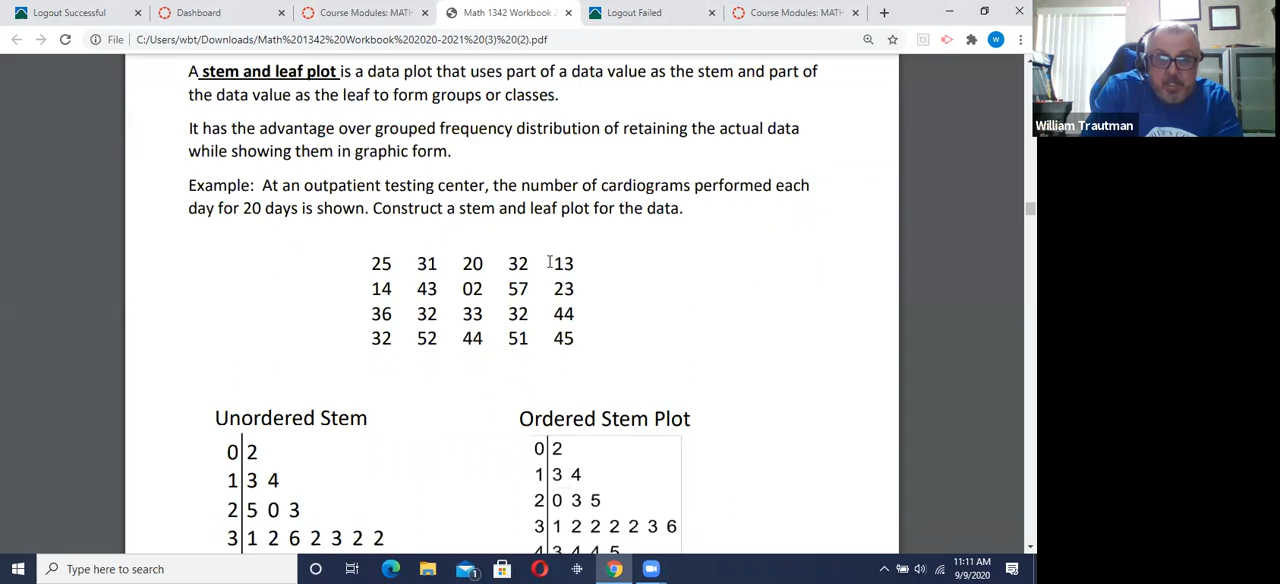 Logout Successful
Dashboard
Course Modules: MATH
Math 1342 Workbook 2
Logout Failed
Course Modules: MATH
File
C:/Users/wbt/Downloads/Math%201342%20Workbook%202020-2021%20(3)%20(2).pdf
W
A stem and leaf plot is a data plot that uses part of a data value as the stem and part of
the data value as the leaf to form groups or classes.
It has the advantage over grouped frequency distribution of retaining the actual data
while showing them in graphic form.
Example: At an outpatient testing center, the number of cardiograms performed each
day for 20 days is shown. Construct a stem and leaf plot for the data.
25 31 20 32 13
14 43 02 57 23
36 32 33 32 44
32 52 44 51 45
Unordered Stem
0 2
1 3 4
2 5 0 3
3 1 2 6 2 3 2 2
Ordered Stem Plot
0 2
1 3 4
2 0 3 5
3 1 2 2 2 2 3 6
4 3 4 4 5
William Trautman
Type here to search
1
11:11 AM
9/9/2020